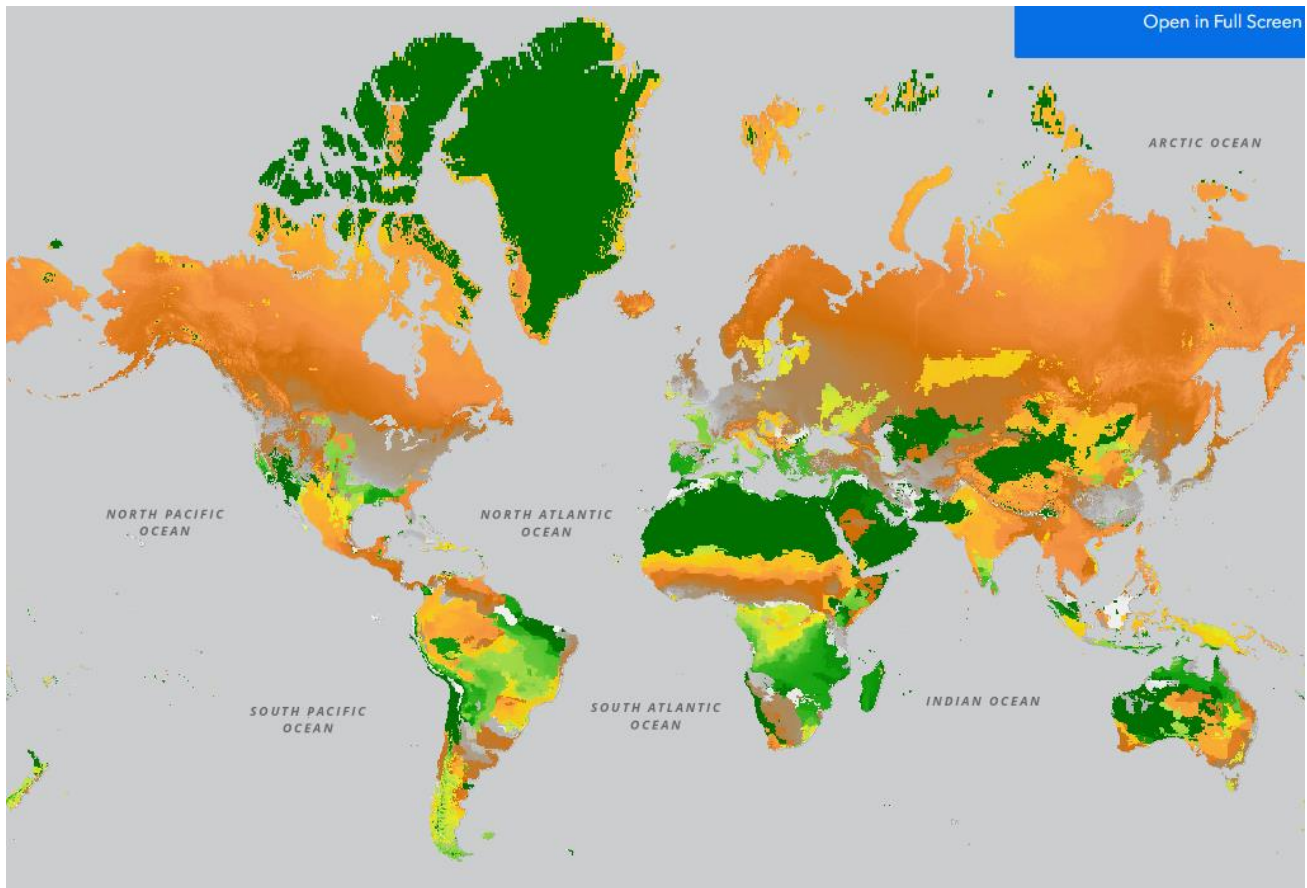 Open in Full Screen
ARCTIC OCEAN
NORTH PACIFIC
OCEAN
NORTH ATLANTIC
OCEAN
SOUTH PACIFIC
OCEAN
SOUTH ATLANTIC
OCEAN
INDIAN OCEAN